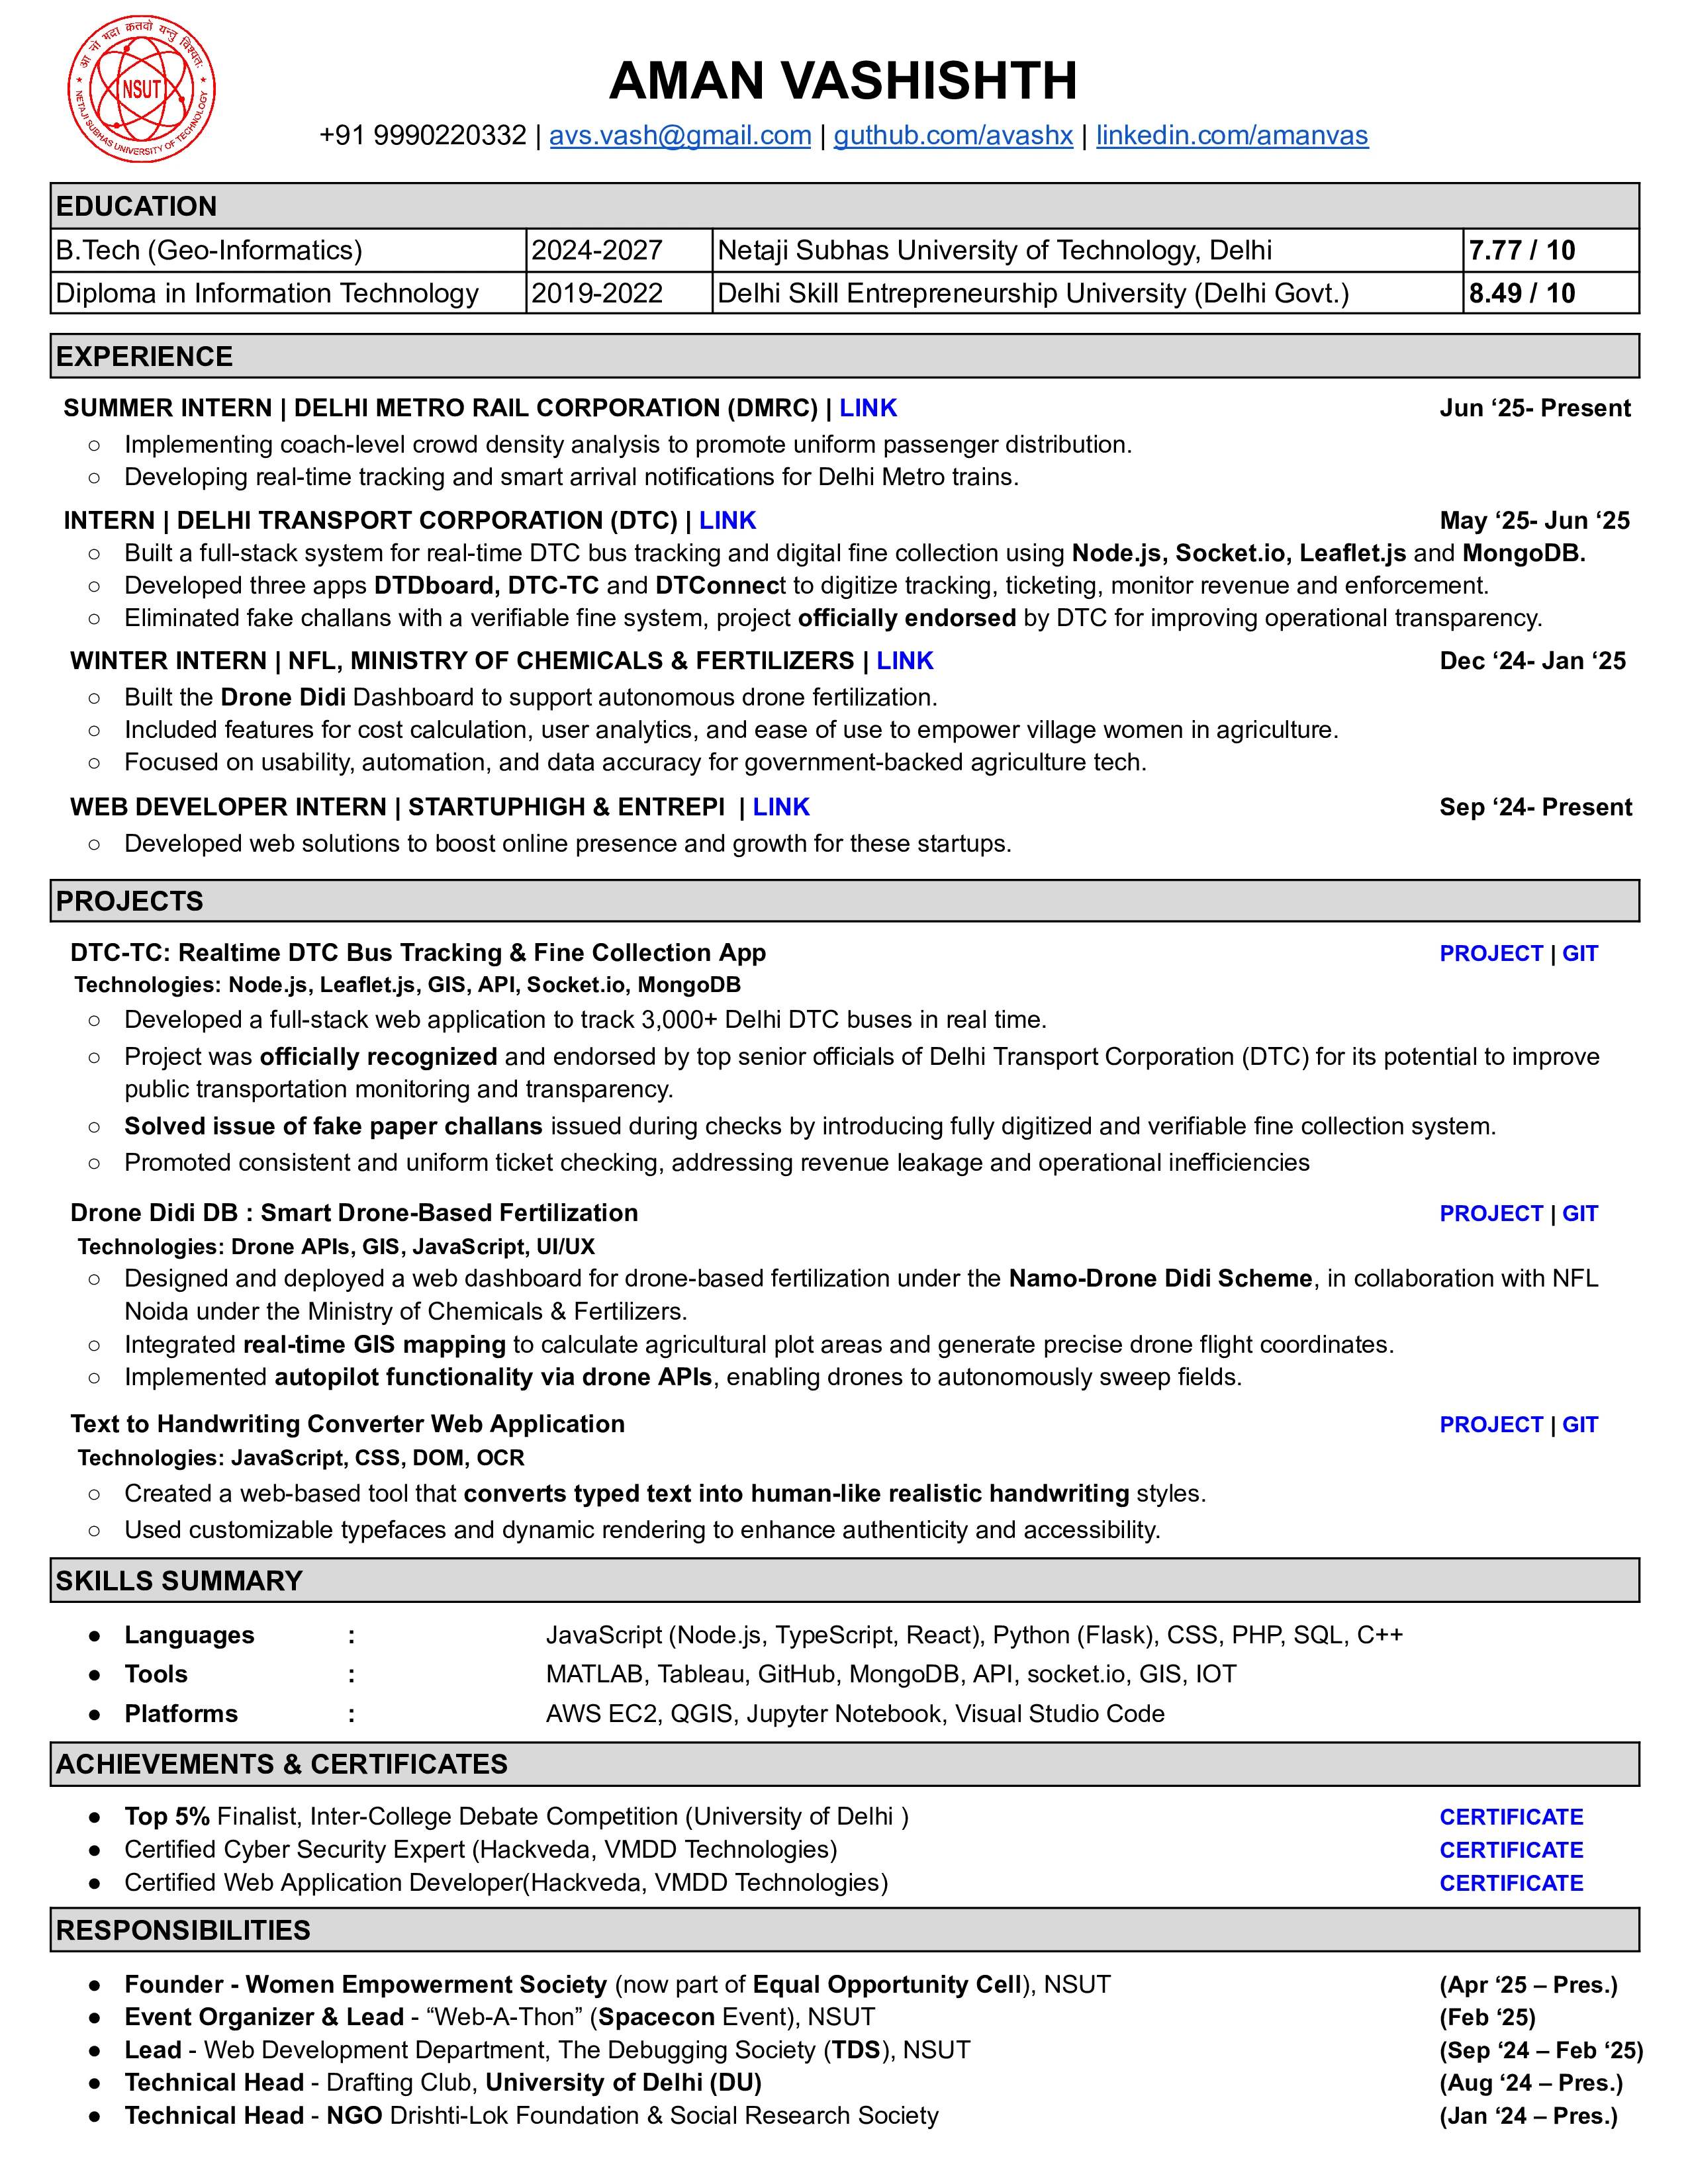 आ नो भद्रा क्रतवो यन्तु विश्वतः
NSUT
NETAJI SUBHAS UNIVERSITY OF TECHNOLOGY
AMAN VASHISHTH
+91 9990220332 | avs.vash@gmail.com | guthub.com/avashx | linkedin.com/amanvas
EDUCATION
B.Tech (Geo-Informatics) 2024-2027 Netaji Subhas University of Technology, Delhi 7.77 / 10
Diploma in Information Technology 2019-2022 Delhi Skill Entrepreneurship University (Delhi Govt.) 8.49 / 10
EXPERIENCE
SUMMER INTERN | DELHI METRO RAIL CORPORATION (DMRC) | LINK Jun ‘25- Present
○ Implementing coach-level crowd density analysis to promote uniform passenger distribution.
○ Developing real-time tracking and smart arrival notifications for Delhi Metro trains.
INTERN | DELHI TRANSPORT CORPORATION (DTC) | LINK May ‘25- Jun ‘25
○ Built a full-stack system for real-time DTC bus tracking and digital fine collection using Node.js, Socket.io, Leaflet.js and MongoDB.
○ Developed three apps DTDboard, DTC-TC and DTConnect to digitize tracking, ticketing, monitor revenue and enforcement.
○ Eliminated fake challans with a verifiable fine system, project officially endorsed by DTC for improving operational transparency.
WINTER INTERN | NFL, MINISTRY OF CHEMICALS & FERTILIZERS | LINK Dec ‘24- Jan ‘25
○ Built the Drone Didi Dashboard to support autonomous drone fertilization.
○ Included features for cost calculation, user analytics, and ease of use to empower village women in agriculture.
○ Focused on usability, automation, and data accuracy for government-backed agriculture tech.
WEB DEVELOPER INTERN | STARTUPHIGH & ENTREPI | LINK Sep ‘24- Present
○ Developed web solutions to boost online presence and growth for these startups.
PROJECTS
DTC-TC: Realtime DTC Bus Tracking & Fine Collection App PROJECT | GIT
Technologies: Node.js, Leaflet.js, GIS, API, Socket.io, MongoDB
○ Developed a full-stack web application to track 3,000+ Delhi DTC buses in real time.
○ Project was officially recognized and endorsed by top senior officials of Delhi Transport Corporation (DTC) for its potential to improve
public transportation monitoring and transparency.
○ Solved issue of fake paper challans issued during checks by introducing fully digitized and verifiable fine collection system.
○ Promoted consistent and uniform ticket checking, addressing revenue leakage and operational inefficiencies
Drone Didi DB : Smart Drone-Based Fertilization PROJECT | GIT
Technologies: Drone APIs, GIS, JavaScript, UI/UX
○ Designed and deployed a web dashboard for drone-based fertilization under the Namo-Drone Didi Scheme, in collaboration with NFL
Noida under the Ministry of Chemicals & Fertilizers.
○ Integrated real-time GIS mapping to calculate agricultural plot areas and generate precise drone flight coordinates.
○ Implemented autopilot functionality via drone APIs, enabling drones to autonomously sweep fields.
Text to Handwriting Converter Web Application PROJECT | GIT
Technologies: JavaScript, CSS, DOM, OCR
○ Created a web-based tool that converts typed text into human-like realistic handwriting styles.
○ Used customizable typefaces and dynamic rendering to enhance authenticity and accessibility.
SKILLS SUMMARY
● Languages : JavaScript (Node.js, TypeScript, React), Python (Flask), CSS, PHP, SQL, C++
● Tools : MATLAB, Tableau, GitHub, MongoDB, API, socket.io, GIS, IOT
● Platforms : AWS EC2, QGIS, Jupyter Notebook, Visual Studio Code
ACHIEVEMENTS & CERTIFICATES
● Top 5% Finalist, Inter-College Debate Competition (University of Delhi ) CERTIFICATE
● Certified Cyber Security Expert (Hackveda, VMDD Technologies) CERTIFICATE
● Certified Web Application Developer(Hackveda, VMDD Technologies) CERTIFICATE
RESPONSIBILITIES
● Founder - Women Empowerment Society (now part of Equal Opportunity Cell), NSUT (Apr ‘25 – Pres.)
● Event Organizer & Lead - “Web-A-Thon” (Spacecon Event), NSUT (Feb ‘25)
● Lead - Web Development Department, The Debugging Society (TDS), NSUT (Sep ‘24 – Feb ‘25)
● Technical Head - Drafting Club, University of Delhi (DU) (Aug ‘24 – Pres.)
● Technical Head - NGO Drishti-Lok Foundation & Social Research Society (Jan ‘24 – Pres.)